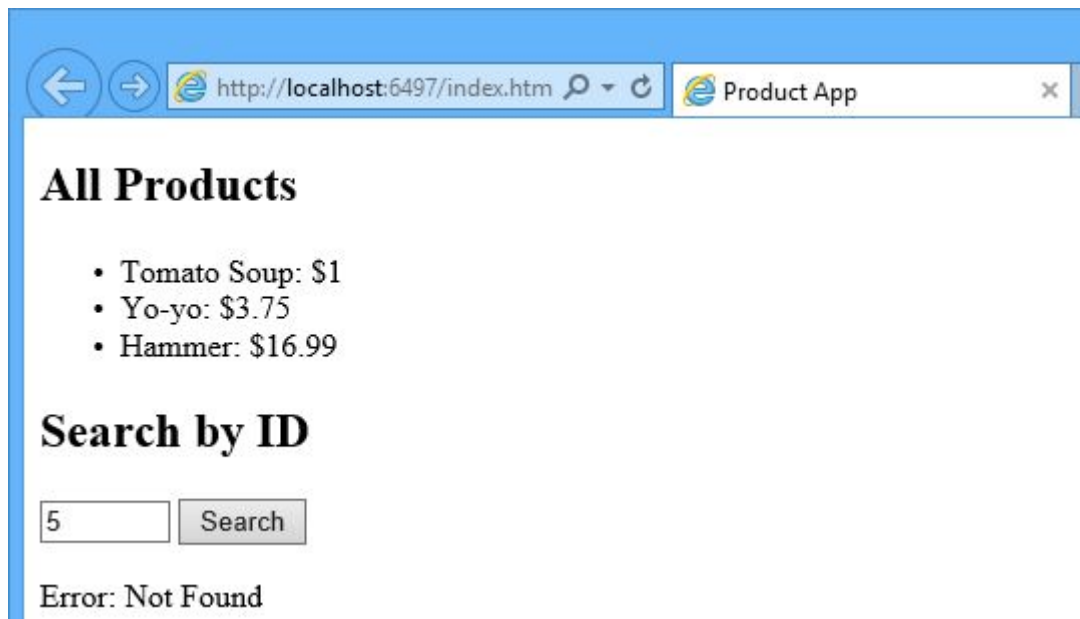 http://localhost:6497/index.htm
Product App
All Products
• Tomato Soup: $1
• Yo-yo: $3.75
• Hammer: $16.99
Search by ID
5 Search
Error: Not Found